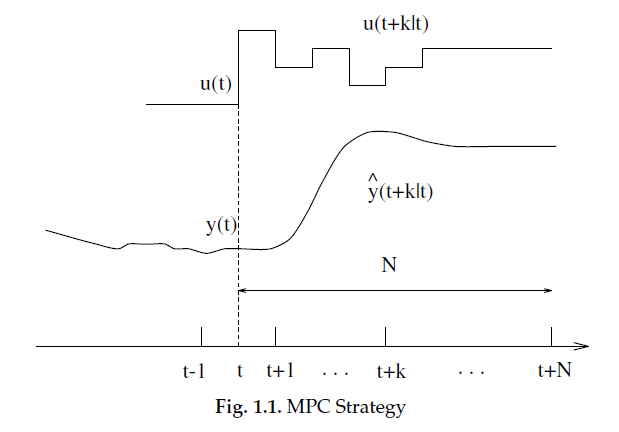 u(t+k|t)
u(t)
ŷ(t+k|t)
y(t)
N
t-1 t t+1 . . . t+k . . . t+N
Fig. 1.1. MPC Strategy